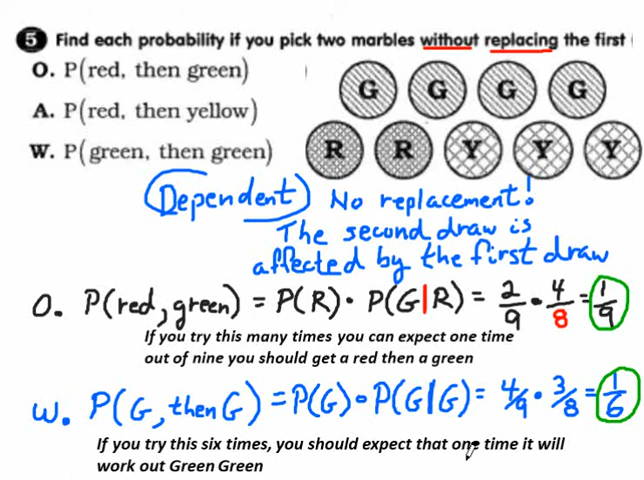 5 Find each probability if you pick two marbles without replacing the first
O. P(red, then green)
G G G G
A. P(red, then yellow)
W. P(green, then green)
R R Y Y Y
Dependent) No replacement!
The second draw is
affected by the first draw
O. P(red, green) = P(R) · P(G|R) = 2/9 · 4/8 = 1/9
If you try this many times you can expect one time
out of nine you should get a red then a green
W. P(G, then G) = P(G) · P(G|G) = 4/9 · 3/8 = 1/6
If you try this six times, you should expect that one time it will
work out Green Green